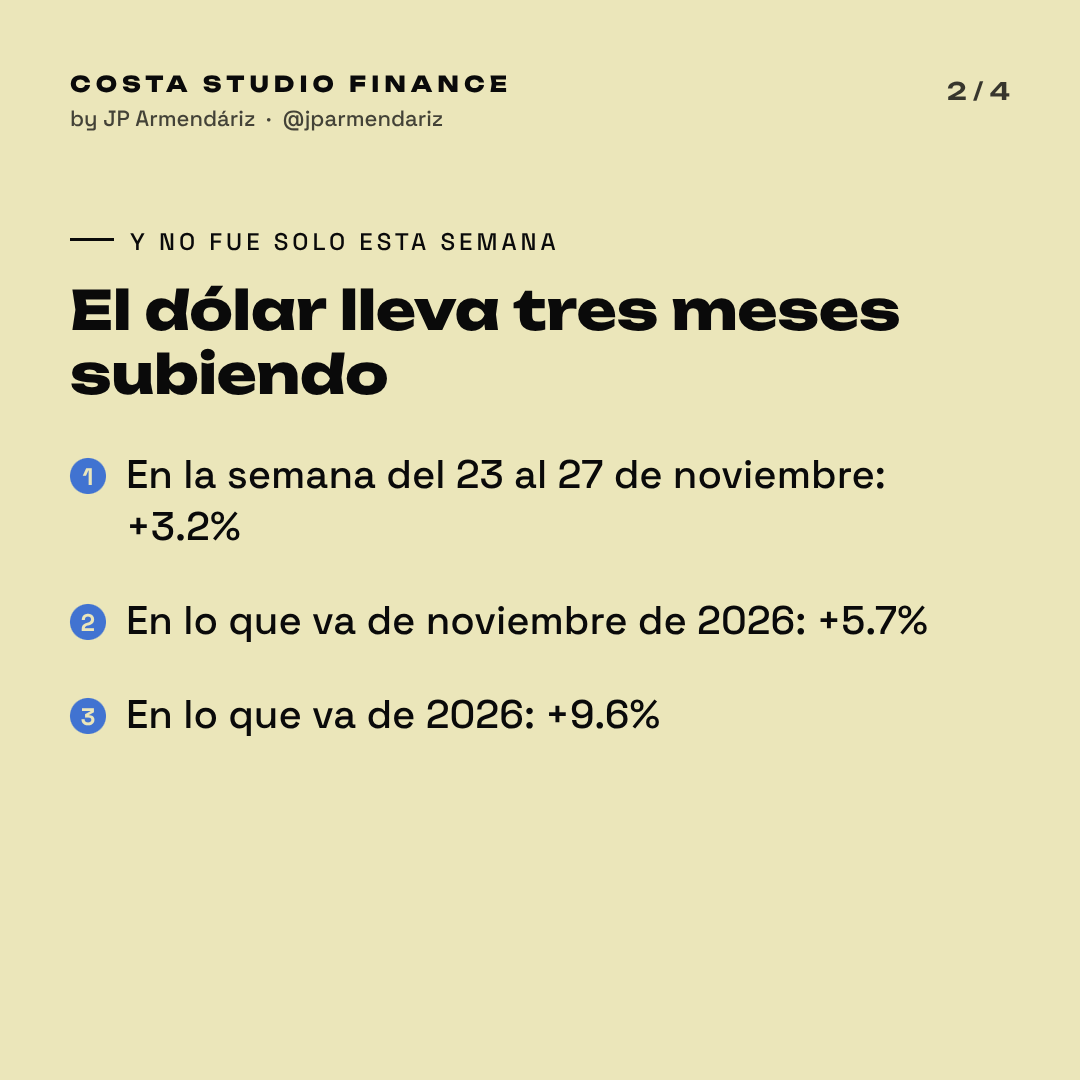 COSTA STUDIO FINANCE
by JP Armendáriz · @jparmendariz
2 / 4
Y NO FUE SOLO ESTA SEMANA
El dólar lleva tres meses
subiendo
1 En la semana del 23 al 27 de noviembre:
+3.2%
2 En lo que va de noviembre de 2026: +5.7%
3 En lo que va de 2026: +9.6%